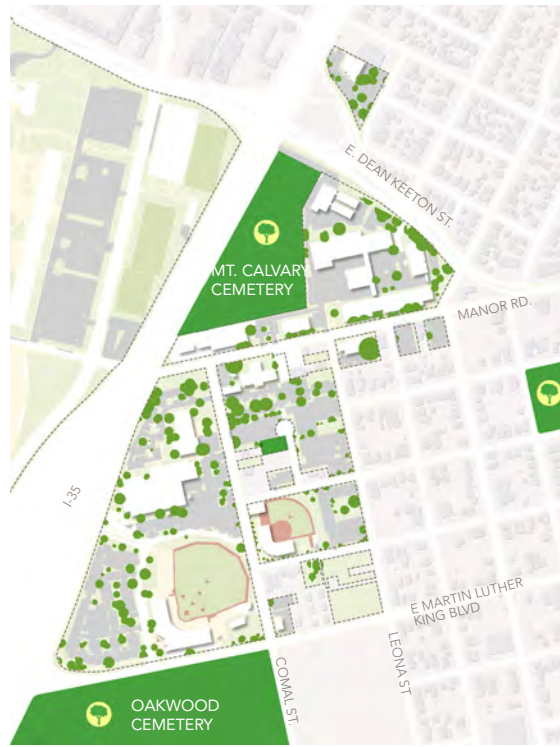 E. DEAN KEETON ST.
MT. CALVARY
CEMETERY
MANOR RD.
I-35
E MARTIN LUTHER
KING BLVD
LEONA ST
COMAL ST.
OAKWOOD
CEMETERY